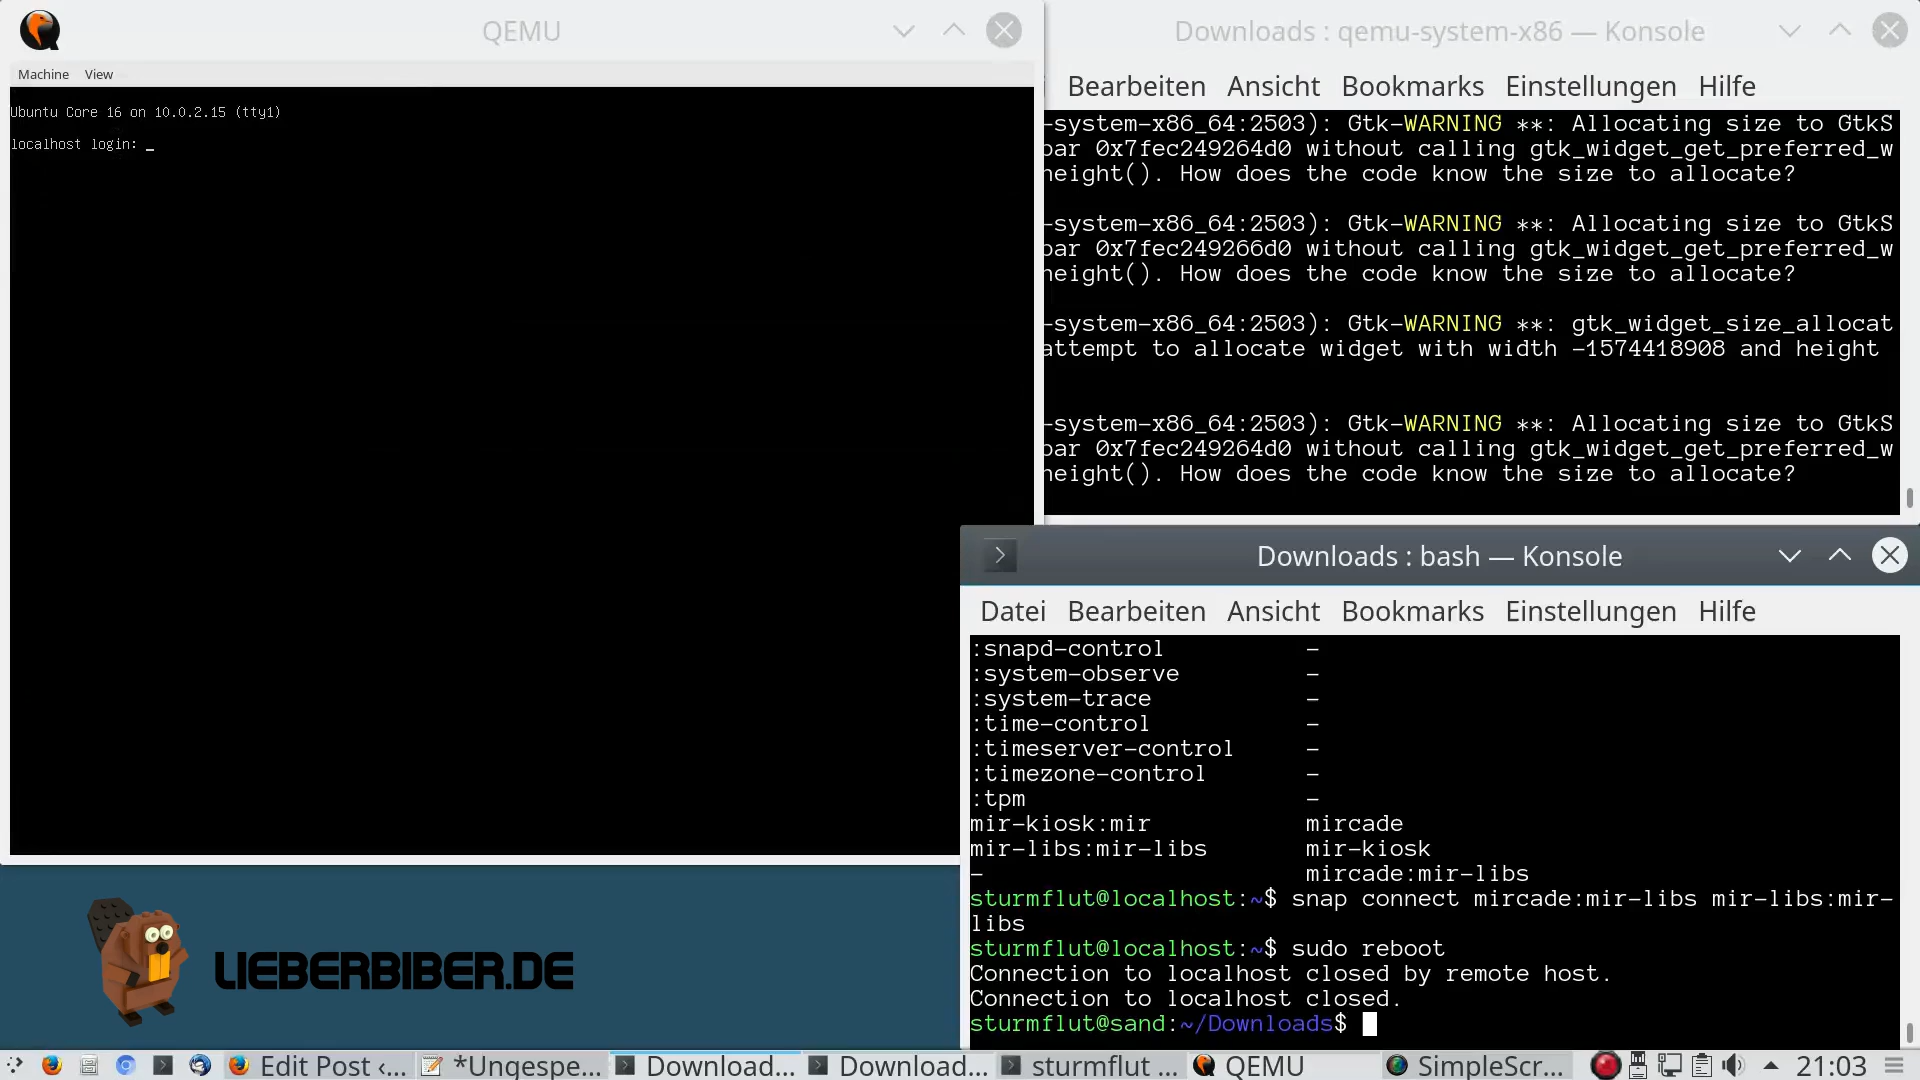 QEMU
Machine View
Ubuntu Core 16 on 10.0.2.15 (tty1)
localhost login: _
Downloads : qemu-system-x86 — Konsole
Bearbeiten Ansicht Bookmarks Einstellungen Hilfe
-system-x86_64:2503): Gtk-WARNING **: Allocating size to GtkS
bar 0x7fec249264d0 without calling gtk_widget_get_preferred_w
height(). How does the code know the size to allocate?
-system-x86_64:2503): Gtk-WARNING **: Allocating size to GtkS
bar 0x7fec249266d0 without calling gtk_widget_get_preferred_w
height(). How does the code know the size to allocate?
-system-x86_64:2503): Gtk-WARNING **: gtk_widget_size_allocat
attempt to allocate widget with width -1574418908 and height
-system-x86_64:2503): Gtk-WARNING **: Allocating size to GtkS
bar 0x7fec249264d0 without calling gtk_widget_get_preferred_w
height(). How does the code know the size to allocate?
Downloads : bash — Konsole
Datei Bearbeiten Ansicht Bookmarks Einstellungen Hilfe
:snapd-control -
:system-observe -
:system-trace -
:time-control -
:timeserver-control -
:timezone-control -
:tpm -
mir-kiosk:mir mircade
mir-libs:mir-libs mir-kiosk
- mircade:mir-libs
sturmflut@localhost:~$ snap connect mircade:mir-libs mir-libs:mir-
libs
sturmflut@localhost:~$ sudo reboot
Connection to localhost closed by remote host.
Connection to localhost closed.
sturmflut@sand:~/Downloads$
LIEBERBIBER.DE
Edit Post ‹... *Ungespe... Download... Download... sturmflut ... QEMU SimpleScr... 21:03